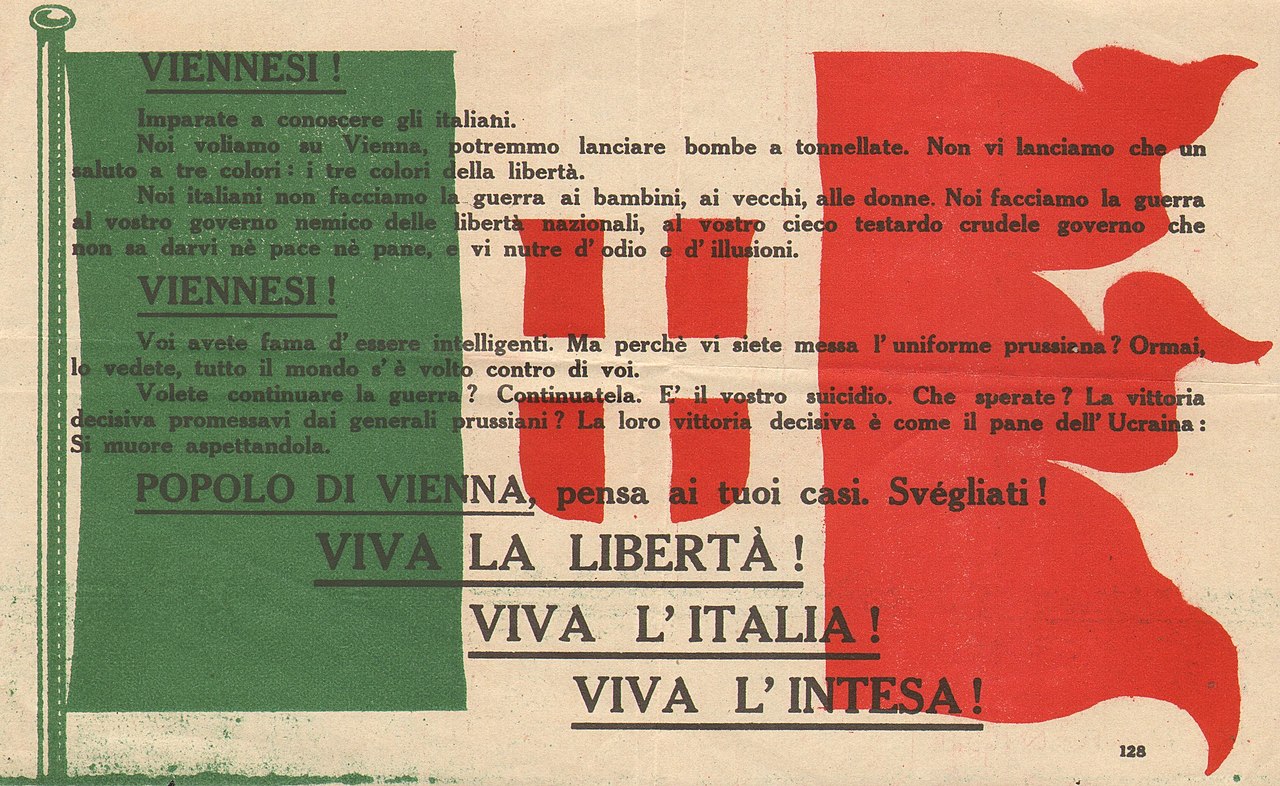 VIENNESI !
Imparate a conoscere gli italiani.
Noi voliamo su Vienna, potremmo lanciare bombe a tonnellate. Non vi lanciamo che un
saluto a tre colori : i tre colori della libertà.
Noi italiani non facciamo la guerra ai bambini, ai vecchi, alle donne. Noi facciamo la guerra
al vostro governo nemico delle libertà nazionali, al vostro cieco testardo crudele governo che
non sa darvi nè pace nè pane, e vi nutre d' odio e d' illusioni.
VIENNESI !
Voi avete fama d' essere intelligenti. Ma perchè vi siete messa l' uniforme prussiana ? Ormai,
lo vedete, tutto il mondo s' è volto contro di voi.
Volete continuare la guerra ? Continuatela. E' il vostro suicidio. Che sperate ? La vittoria
decisiva promessavi dai generali prussiani ? La loro vittoria decisiva è come il pane dell' Ucraina :
Si muore aspettandola.
POPOLO DI VIENNA, pensa ai tuoi casi. Svégliati !
VIVA LA LIBERTÀ !
VIVA L' ITALIA !
VIVA L' INTESA !
128